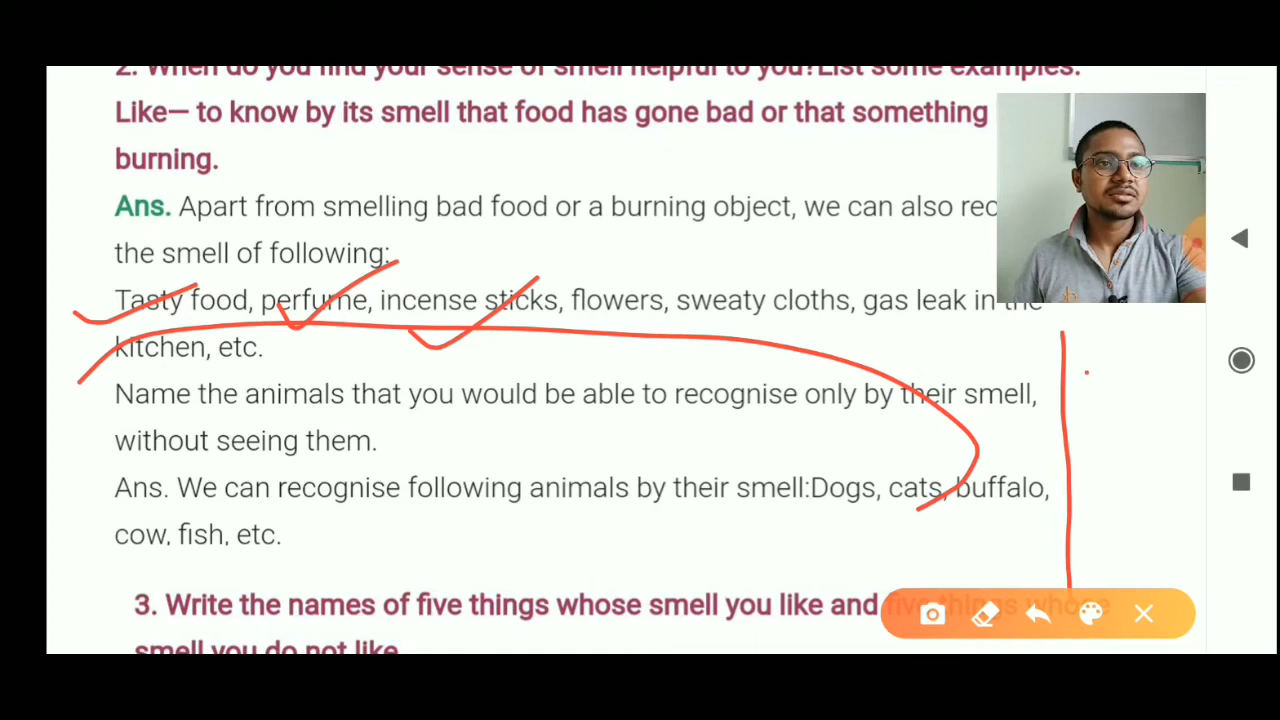 2. When do you find your sense of smell helpful to you?List some examples.
Like— to know by its smell that food has gone bad or that something
burning.
Ans. Apart from smelling bad food or a burning object, we can also
the smell of following:
Tasty food, perfume, incense sticks, flowers, sweaty cloths, gas leak in the
kitchen, etc.
Name the animals that you would be able to recognise only by their smell,
without seeing them.
Ans. We can recognise following animals by their smell:Dogs, cats, buffalo,
cow, fish, etc.
3. Write the names of five things whose smell you like and five things whose
smell you do not like